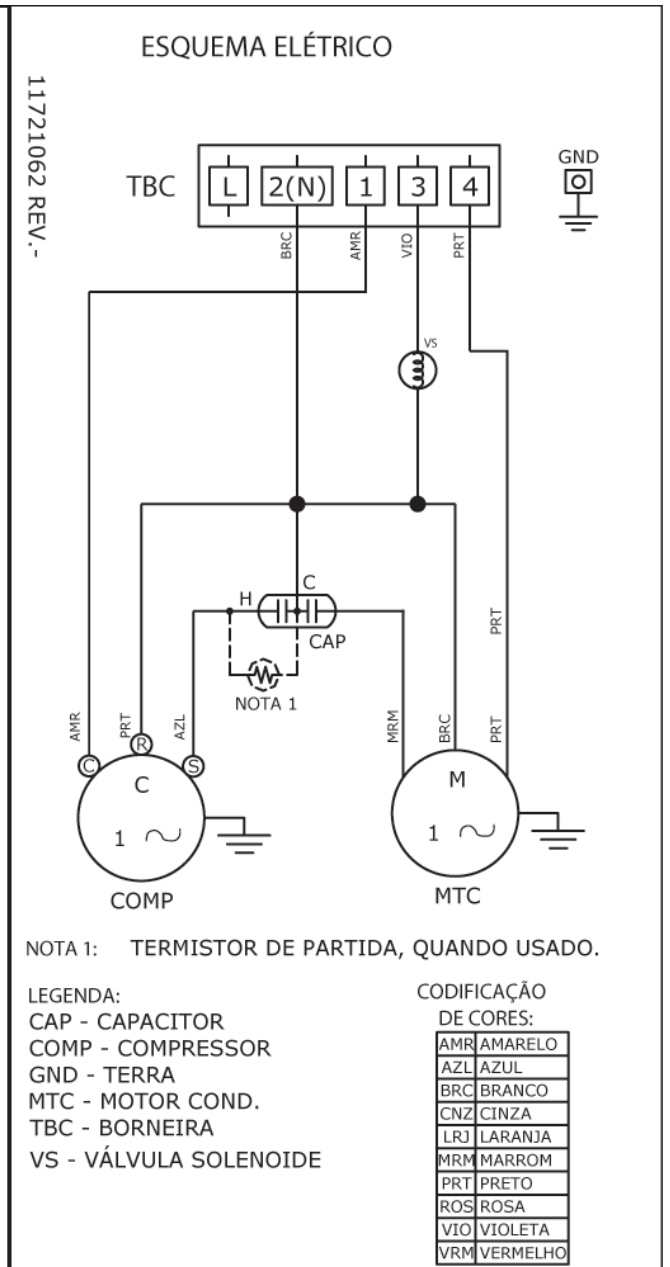 ESQUEMA ELÉTRICO
11721062 REV.-
TBC
L
2(N)
1
3
4
GND
BRC
AMR
VIO
PRT
VS
H
C
CAP
NOTA 1
AMR
PRT
AZL
MRM
BRC
PRT
PRT
C
R
S
C
1
COMP
M
1
MTC
NOTA 1: TERMISTOR DE PARTIDA, QUANDO USADO.
LEGENDA:
CAP - CAPACITOR
COMP - COMPRESSOR
GND - TERRA
MTC - MOTOR COND.
TBC - BORNEIRA
VS - VÁLVULA SOLENOIDE
CODIFICAÇÃO
DE CORES:
AMR AMARELO
AZL AZUL
BRC BRANCO
CNZ CINZA
LRJ LARANJA
MRM MARROM
PRT PRETO
ROS ROSA
VIO VIOLETA
VRM VERMELHO